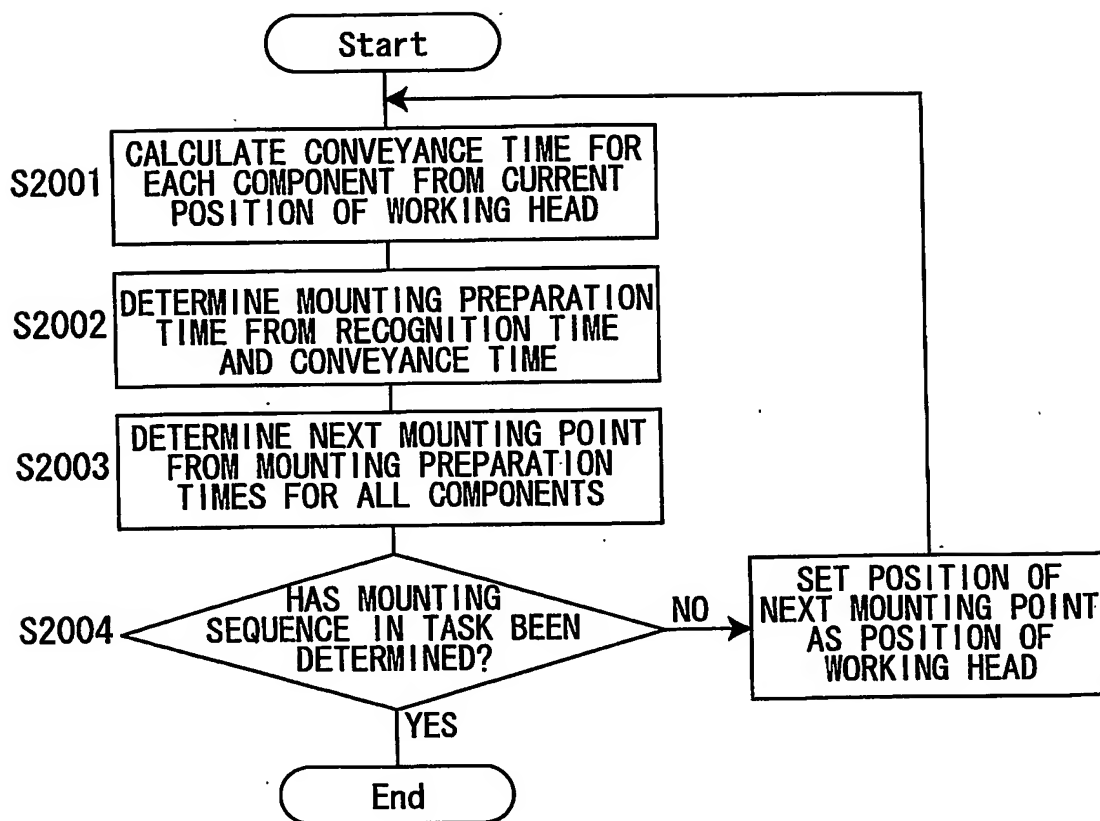 Start
S2001
CALCULATE CONVEYANCE TIME FOR
EACH COMPONENT FROM CURRENT
POSITION OF WORKING HEAD
S2002
DETERMINE MOUNTING PREPARATION
TIME FROM RECOGNITION TIME
AND CONVEYANCE TIME
S2003
DETERMINE NEXT MOUNTING POINT
FROM MOUNTING PREPARATION
TIMES FOR ALL COMPONENTS
S2004
HAS MOUNTING
SEQUENCE IN TASK BEEN
DETERMINED?
NO
SET POSITION OF
NEXT MOUNTING POINT
AS POSITION OF
WORKING HEAD
YES
End